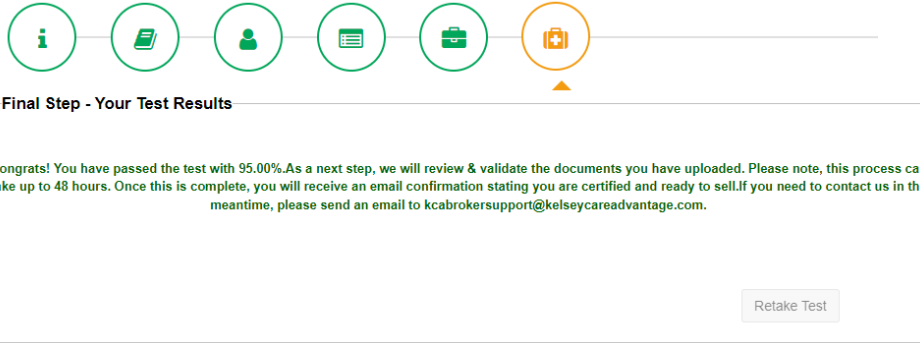 Final Step - Your Test Results
ongrats! You have passed the test with 95.00%.As a next step, we will review & validate the documents you have uploaded. Please note, this process ca
ke up to 48 hours. Once this is complete, you will receive an email confirmation stating you are certified and ready to sell.If you need to contact us in th
meantime, please send an email to kcabrokersupport@kelseycareadvantage.com.
Retake Test